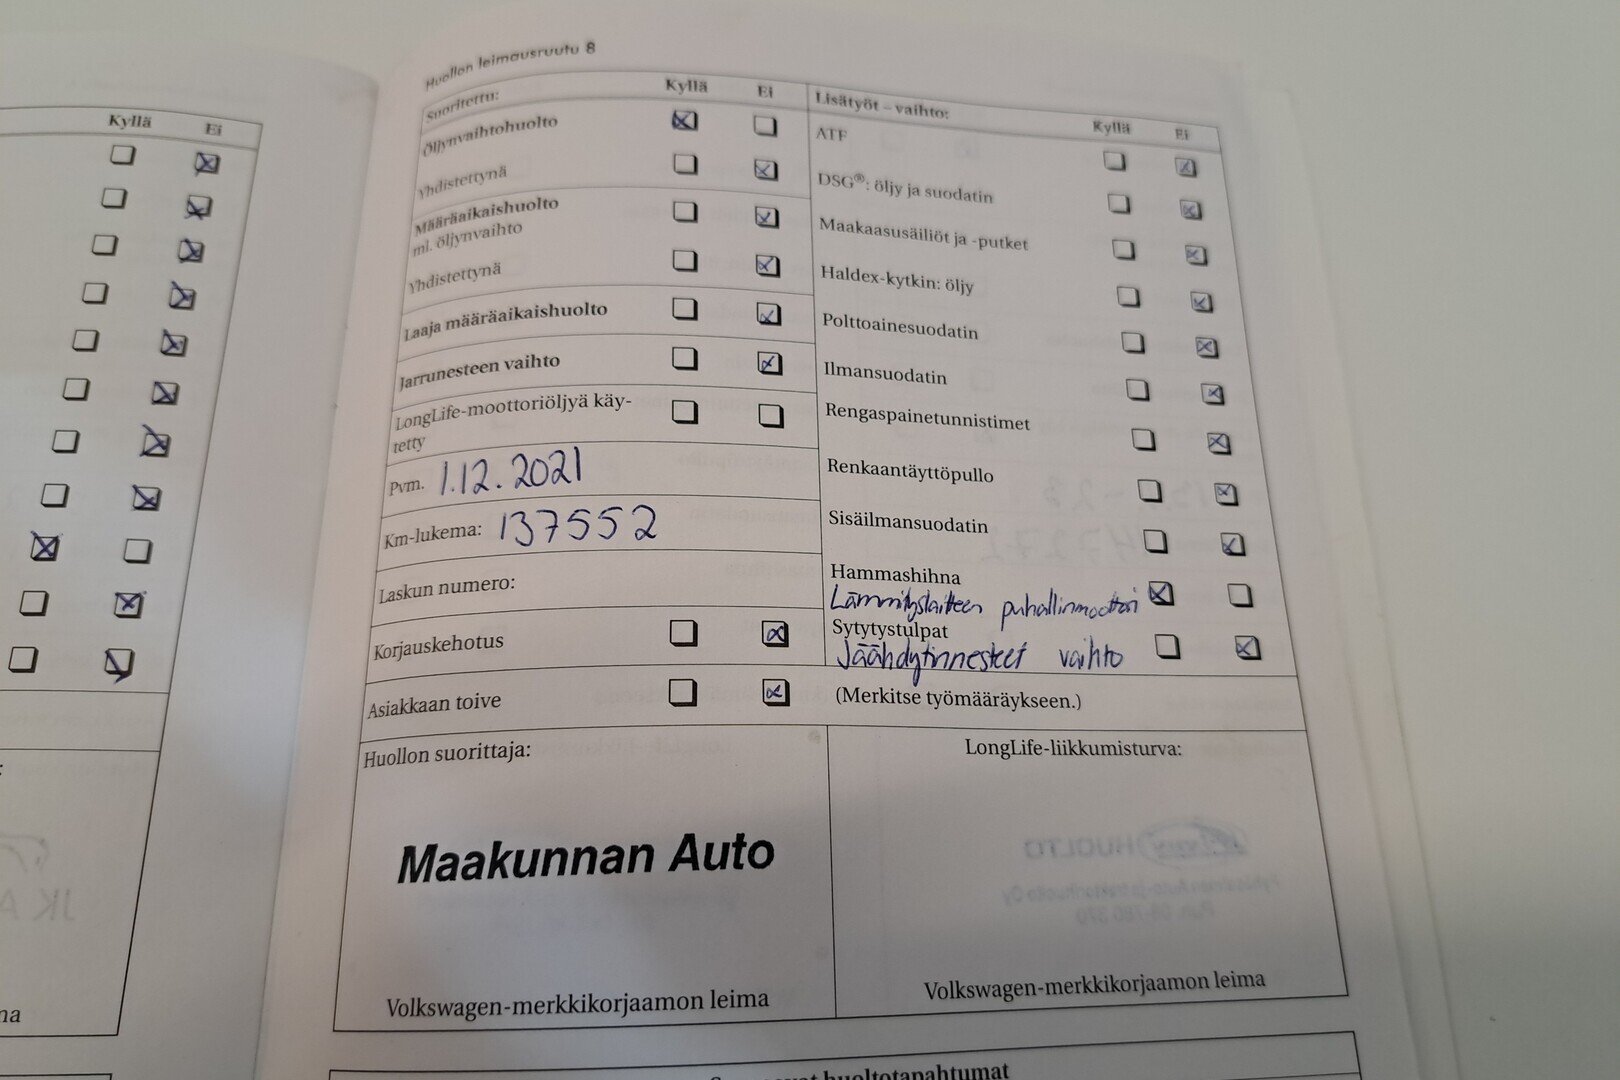 Kyllä Ei
Huollon leimausruutu 8
Suoritettu: Kyllä Ei
Öljynvaihtohuolto
Yhdistettynä
Määräaikaishuolto
ml. öljynvaihto
Yhdistettynä
Laaja määräaikaishuolto
Jarrunesteen vaihto
LongLife-moottoriöljyä käy-
tetty
Pvm. 1.12.2021
Km-lukema: 137552
Laskun numero:
Korjauskehotus
Asiakkaan toive
Lisätyöt – vaihto: Kyllä Ei
ATF
DSG®: öljy ja suodatin
Maakaasusäiliöt ja -putket
Haldex-kytkin: öljy
Polttoainesuodatin
Ilmansuodatin
Rengaspainetunnistimet
Renkaantäyttöpullo
Sisäilmansuodatin
Hammashihna
Lämmityslaitteen puhallinmoottori
Sytytystulpat
Jäähdytinnesteet vaihto
(Merkitse työmääräykseen.)
Huollon suorittaja:
Maakunnan Auto
Volkswagen-merkkikorjaamon leima
LongLife-liikkumisturva:
Volkswagen-merkkikorjaamon leima
huoltotapahtumat